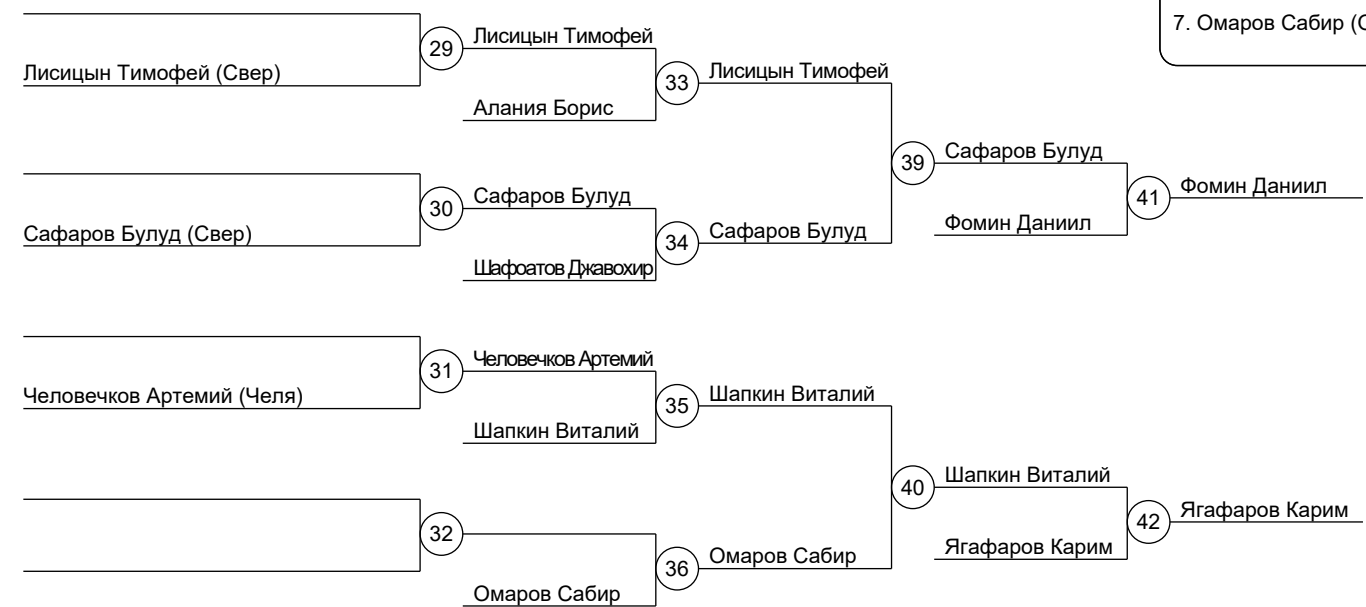 7. Омаров Сабир (С
29
Лисицын Тимофей
Лисицын Тимофей (Свер)
33
Лисицын Тимофей
Алания Борис
39
Сафаров Булуд
30
Сафаров Булуд
Сафаров Булуд (Свер)
34
Сафаров Булуд
Шафоатов Джавохир
Фомин Даниил
41
Фомин Даниил
31
Человечков Артемий
Человечков Артемий (Челя)
35
Шапкин Виталий
Шапкин Виталий
40
Шапкин Виталий
32
36
Омаров Сабир
Омаров Сабир
Ягафаров Карим
42
Ягафаров Карим